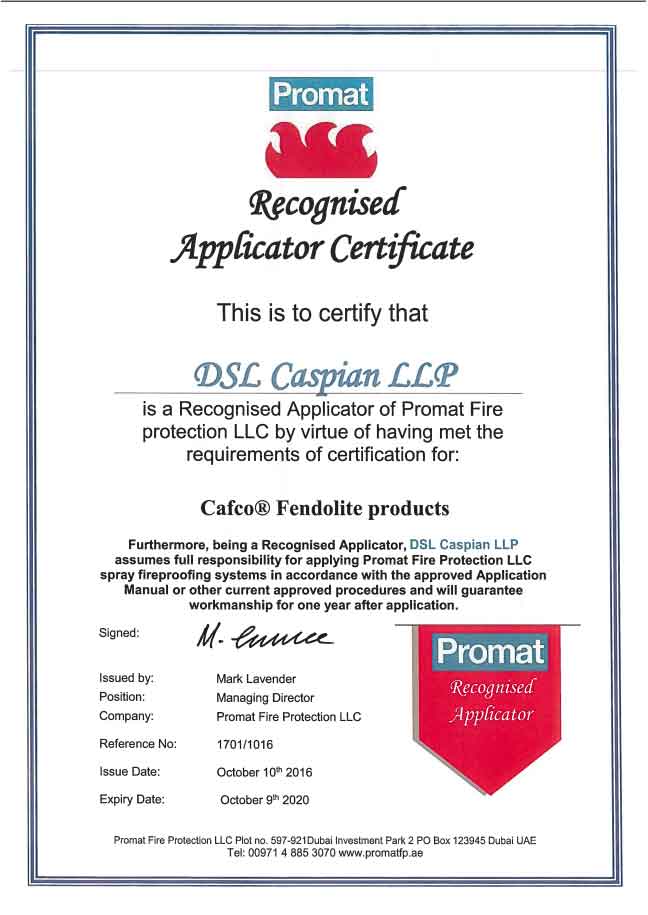 Promat
Recognised
Applicator Certificate
This is to certify that
DSL Caspian LLP
is a Recognised Applicator of Promat Fire
protection LLC by virtue of having met the
requirements of certification for:
Cafco® Fendolite products
Furthermore, being a Recognised Applicator, DSL Caspian LLP
assumes full responsibility for applying Promat Fire Protection LLC
spray fireproofing systems in accordance with the approved Application
Manual or other current approved procedures and will guarantee
workmanship for one year after application.
Signed:
Issued by: Mark Lavender
Position: Managing Director
Company: Promat Fire Protection LLC
Reference No: 1701/1016
Issue Date: October 10th 2016
Expiry Date: October 9th 2020
Promat
Recognised
Applicator
Promat Fire Protection LLC Plot no. 597-921Dubai Investment Park 2 PO Box 123945 Dubai UAE
Tel: 00971 4 885 3070 www.promatfp.ae